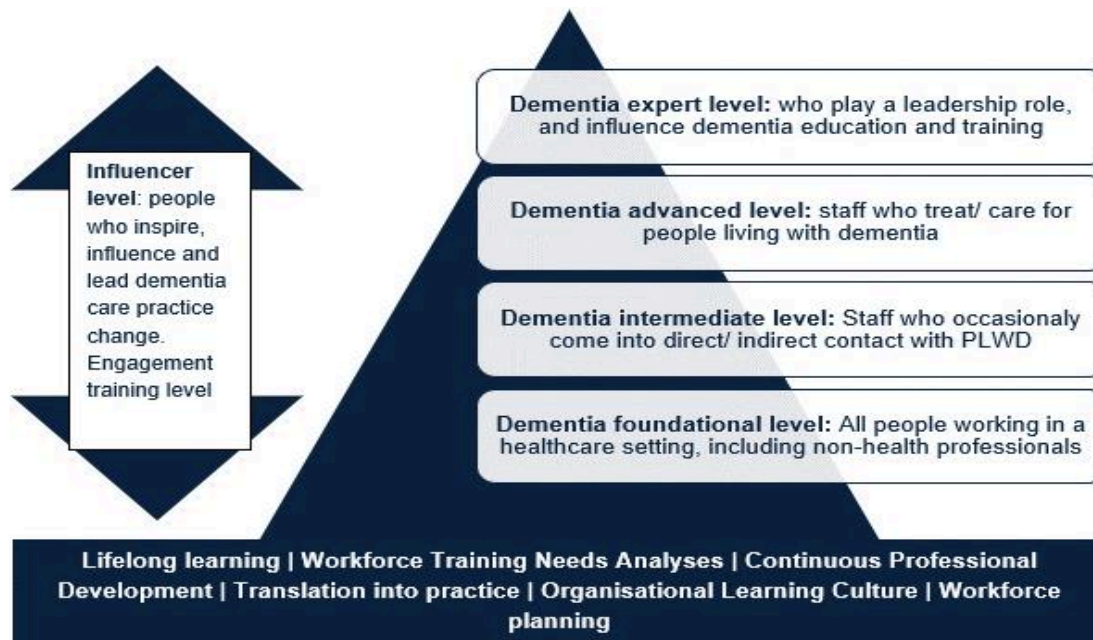 Dementia expert level: who play a leadership role,
and influence dementia education and training
Influencer
level: people
who inspire,
influence and
lead dementia
care practice
change.
Engagement
training level
Dementia advanced level: staff who treat/ care for
people living with dementia
Dementia intermediate level: Staff who occasionaly
come into direct/ indirect contact with PLWD
Dementia foundational level: All people working in a
healthcare setting, including non-health professionals
Lifelong learning | Workforce Training Needs Analyses | Continuous Professional
Development | Translation into practice | Organisational Learning Culture | Workforce
planning